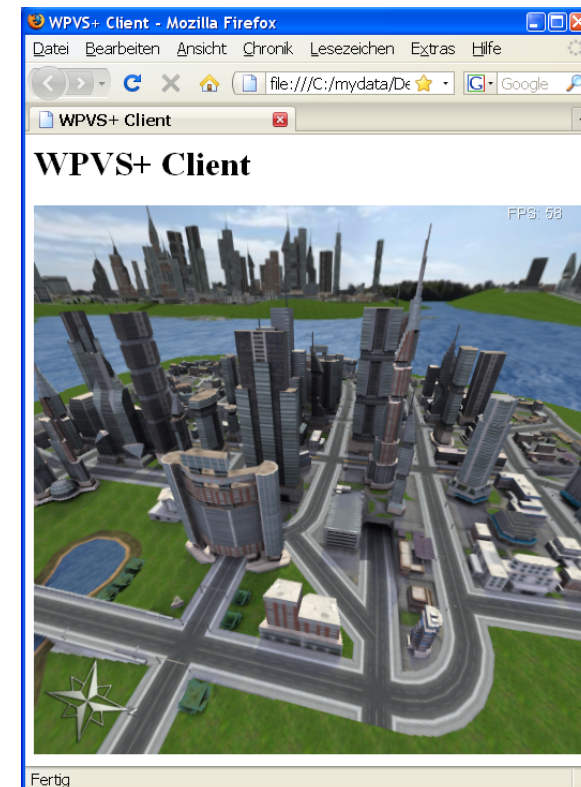 WPVS+ Client - Mozilla Firefox
Datei Bearbeiten Ansicht Chronik Lesezeichen Extras Hilfe
file:///C:/mydata/De G Google
WPVS+ Client
WPVS+ Client
FPS: 58
Fertig